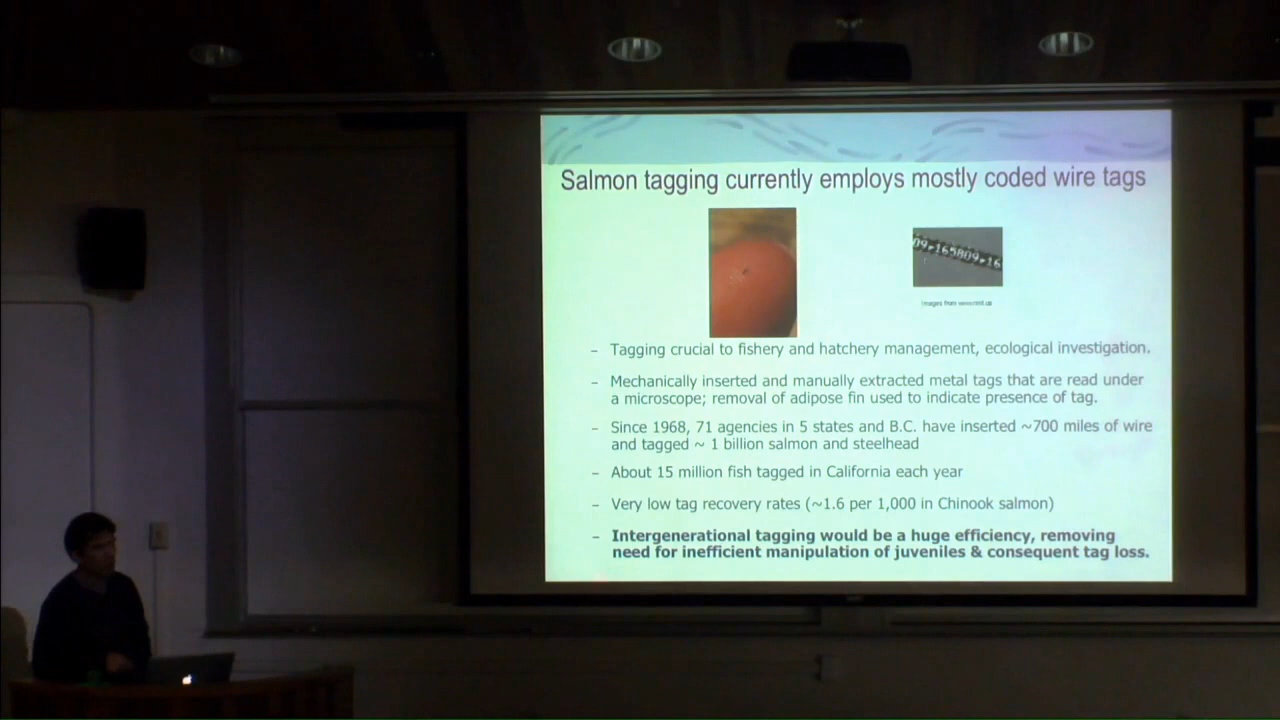 Salmon tagging currently employs mostly coded wire tags
09-165809-16
Images from www.nmt.us
– Tagging crucial to fishery and hatchery management, ecological investigation.
– Mechanically inserted and manually extracted metal tags that are read under
a microscope; removal of adipose fin used to indicate presence of tag.
– Since 1968, 71 agencies in 5 states and B.C. have inserted ~700 miles of wire
and tagged ~ 1 billion salmon and steelhead
– About 15 million fish tagged in California each year
– Very low tag recovery rates (~1.6 per 1,000 in Chinook salmon)
– Intergenerational tagging would be a huge efficiency, removing
need for inefficient manipulation of juveniles & consequent tag loss.